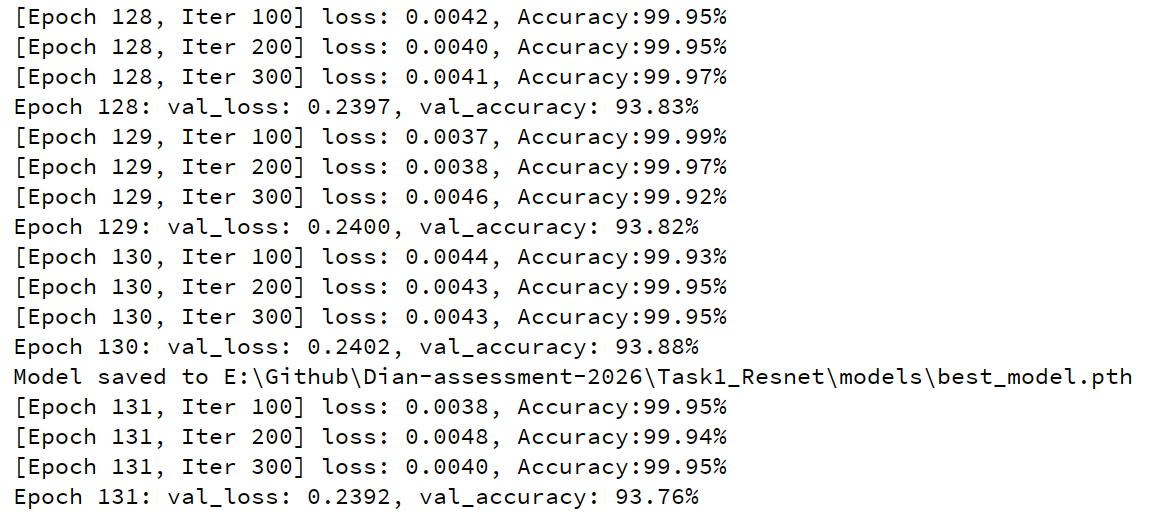 [Epoch 128, Iter 100] loss: 0.0042, Accuracy:99.95%
[Epoch 128, Iter 200] loss: 0.0040, Accuracy:99.95%
[Epoch 128, Iter 300] loss: 0.0041, Accuracy:99.97%
Epoch 128: val_loss: 0.2397, val_accuracy: 93.83%
[Epoch 129, Iter 100] loss: 0.0037, Accuracy:99.99%
[Epoch 129, Iter 200] loss: 0.0038, Accuracy:99.97%
[Epoch 129, Iter 300] loss: 0.0046, Accuracy:99.92%
Epoch 129: val_loss: 0.2400, val_accuracy: 93.82%
[Epoch 130, Iter 100] loss: 0.0044, Accuracy:99.93%
[Epoch 130, Iter 200] loss: 0.0043, Accuracy:99.95%
[Epoch 130, Iter 300] loss: 0.0043, Accuracy:99.95%
Epoch 130: val_loss: 0.2402, val_accuracy: 93.88%
Model saved to E:\Github\Dian-assessment-2026\Task1_Resnet\models\best_model.pth
[Epoch 131, Iter 100] loss: 0.0038, Accuracy:99.95%
[Epoch 131, Iter 200] loss: 0.0048, Accuracy:99.94%
[Epoch 131, Iter 300] loss: 0.0040, Accuracy:99.95%
Epoch 131: val_loss: 0.2392, val_accuracy: 93.76%